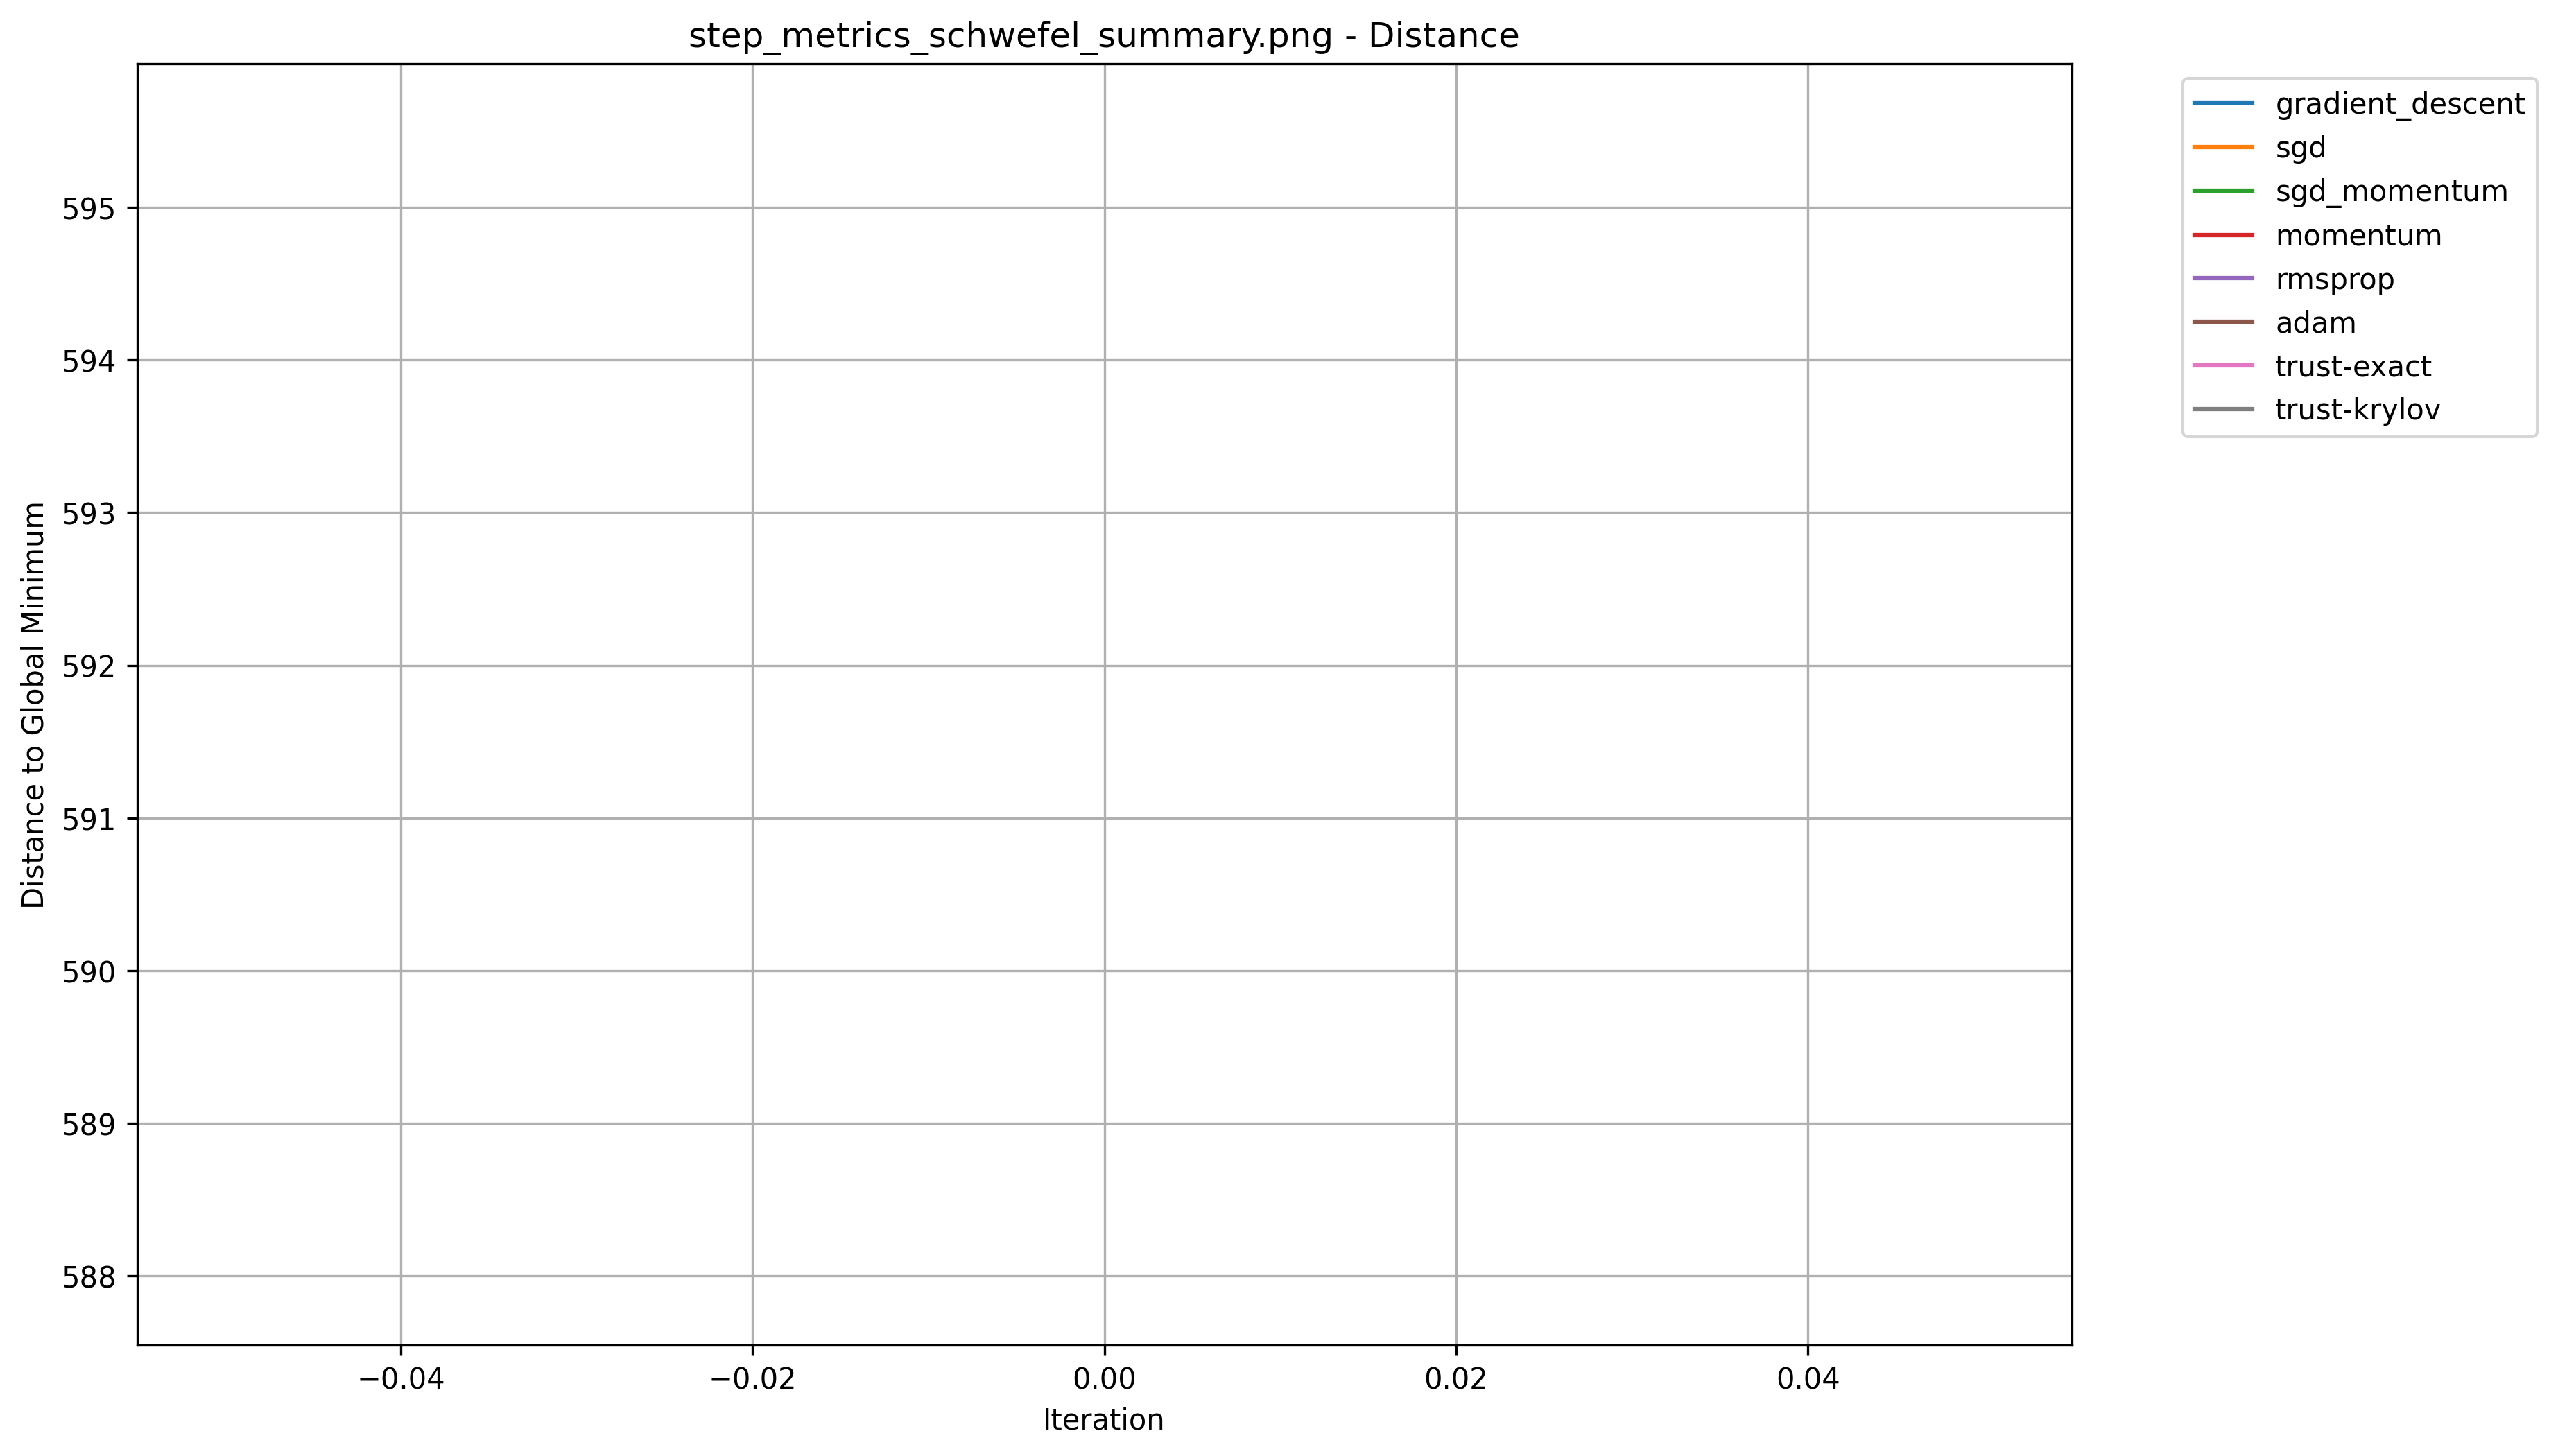 step_metrics_schwefel_summary.png - Distance
gradient_descent
sgd
sgd_momentum
momentum
rmsprop
adam
trust-exact
trust-krylov
Distance to Global Minimum
595
594
593
592
591
590
589
588
−0.04
−0.02
0.00
0.02
0.04
Iteration